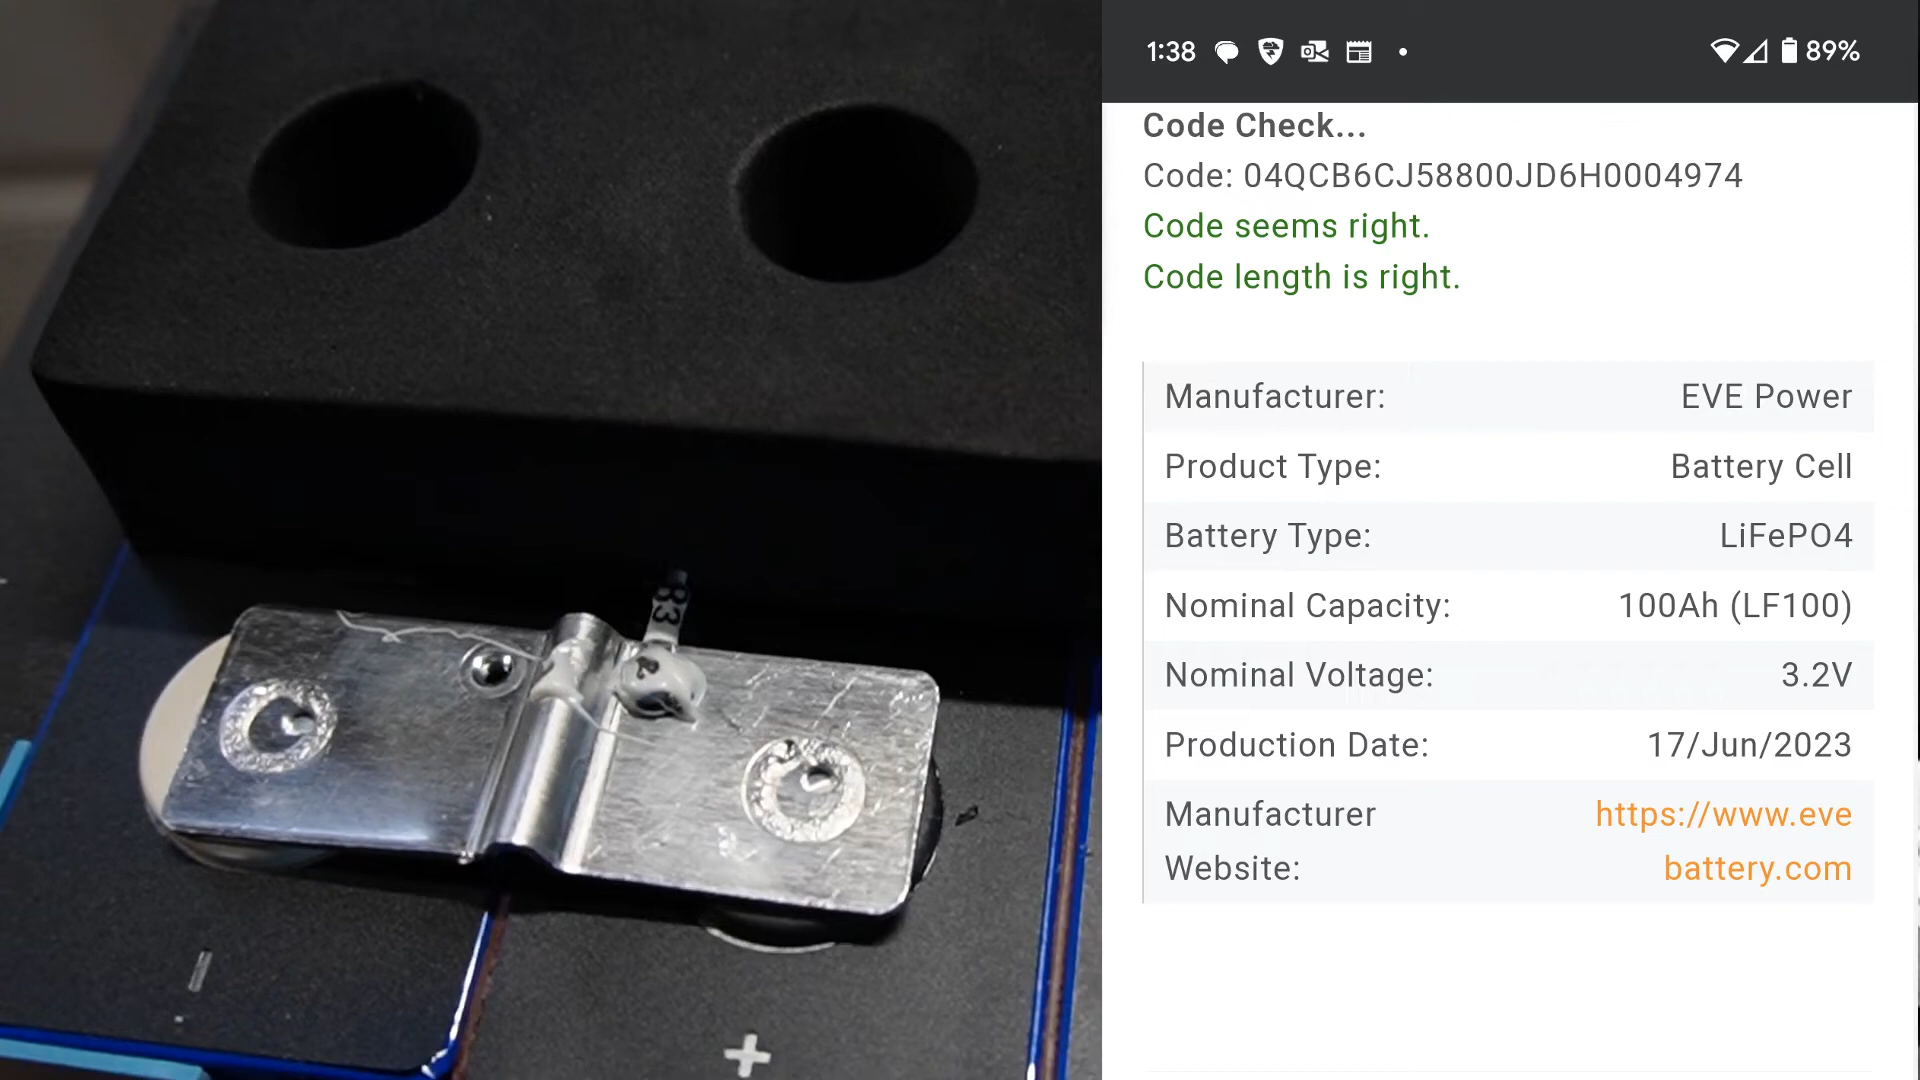 B3
1:38
89%
Code Check...
Code: 04QCB6CJ58800JD6H0004974
Code seems right.
Code length is right.
Manufacturer: EVE Power
Product Type: Battery Cell
Battery Type: LiFePO4
Nominal Capacity: 100Ah (LF100)
Nominal Voltage: 3.2V
Production Date: 17/Jun/2023
Manufacturer Website: https://www.evebattery.com
+